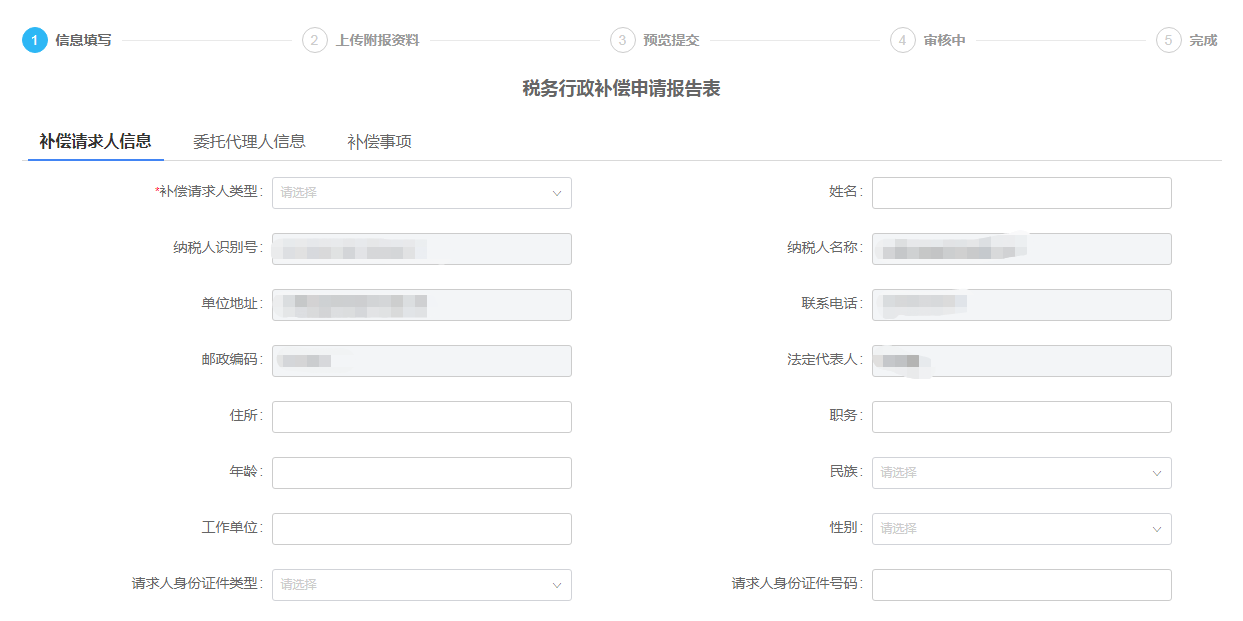 1 信息填写 2 上传附报资料 3 预览提交 4 审核中 5 完成
税务行政补偿申请报告表
补偿请求人信息 委托代理人信息 补偿事项
*补偿请求人类型: 请选择 姓名:
纳税人识别号: 纳税人名称:
单位地址: 联系电话:
邮政编码: 法定代表人:
住所: 职务:
年龄: 民族: 请选择
工作单位: 性别: 请选择
请求人身份证件类型: 请选择 请求人身份证件号码: